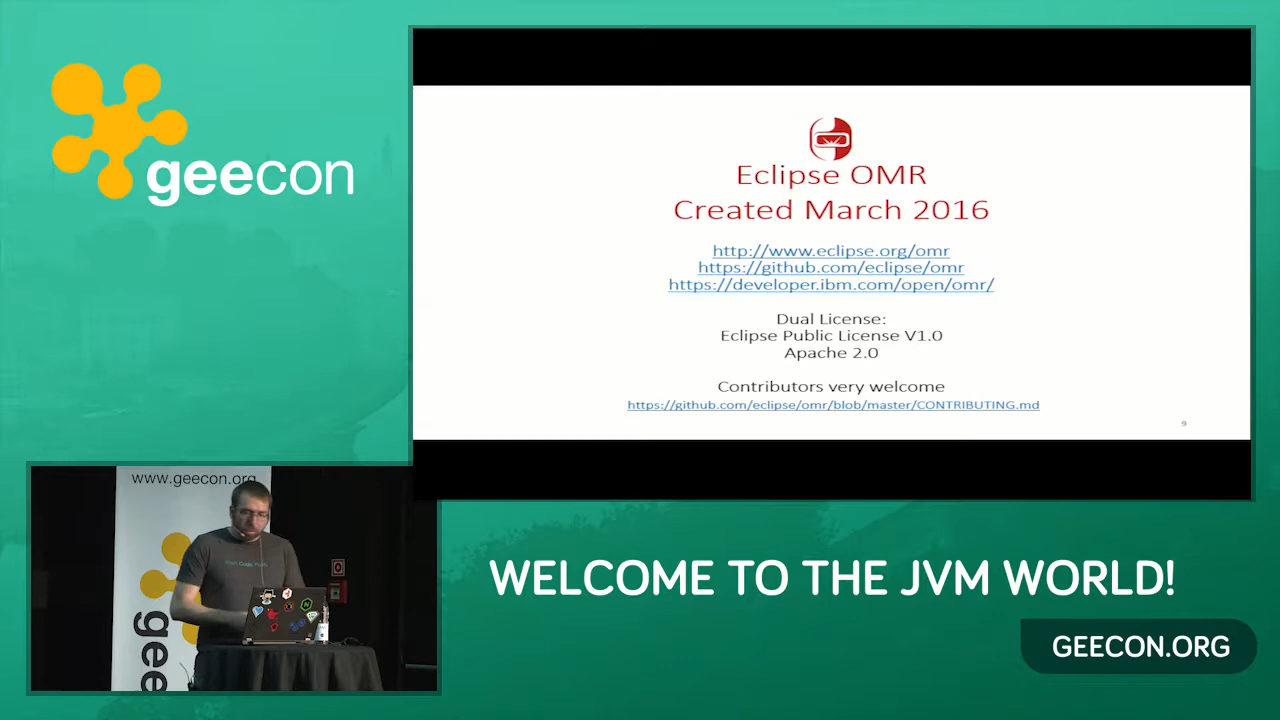 geecon
Eclipse OMR
Created March 2016
http://www.eclipse.org/omr
https://github.com/eclipse/omr
https://developer.ibm.com/open/omr/
Dual License:
Eclipse Public License V1.0
Apache 2.0
Contributors very welcome
https://github.com/eclipse/omr/blob/master/CONTRIBUTING.md
9
www.geecon.org
geec
WELCOME TO THE JVM WORLD!
GEECON.ORG